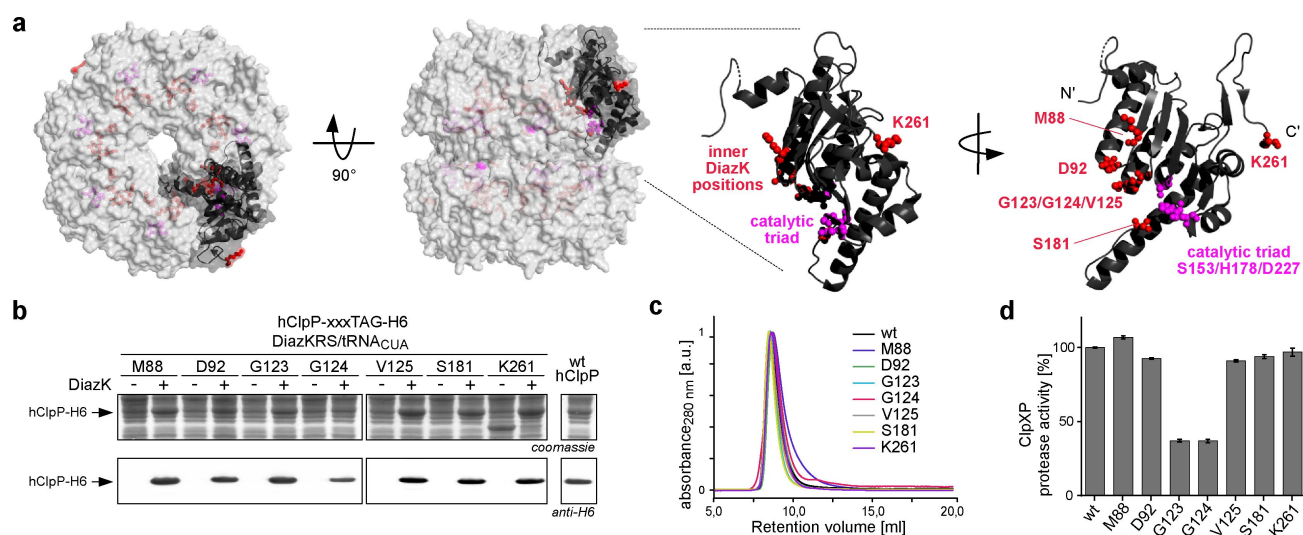 a
90°
inner
DiazK
positions
K261
catalytic
triad
N'
M88
C'
K261
D92
G123/G124/V125
S181
catalytic triad
S153/H178/D227
b
hClpP-xxxTAG-H6
DiazKRS/tRNACUA
M88 D92 G123 G124 V125 S181 K261 wt hClpP
DiazK - + - + - + - + - + - + - +
hClpP-H6
coomassie
hClpP-H6
anti-H6
c
absorbance280 nm [a.u.]
1
0
5,0 10,0 15,0 20,0
Retention volume [ml]
wt
M88
D92
G123
G124
V125
S181
K261
d
ClpXP
protease activity [%]
100
50
0
wt M88 D92 G123 G124 V125 S181 K261